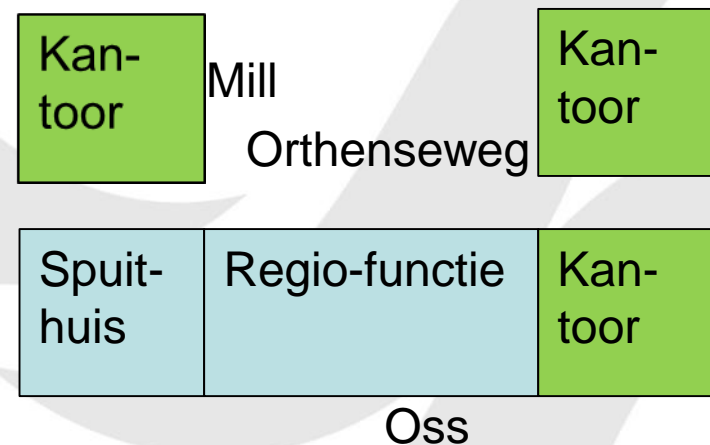 Kan-
toor
Mill
Orthenseweg
Kan-
toor
Spuit-
huis
Regio-functie
Kan-
toor
Oss